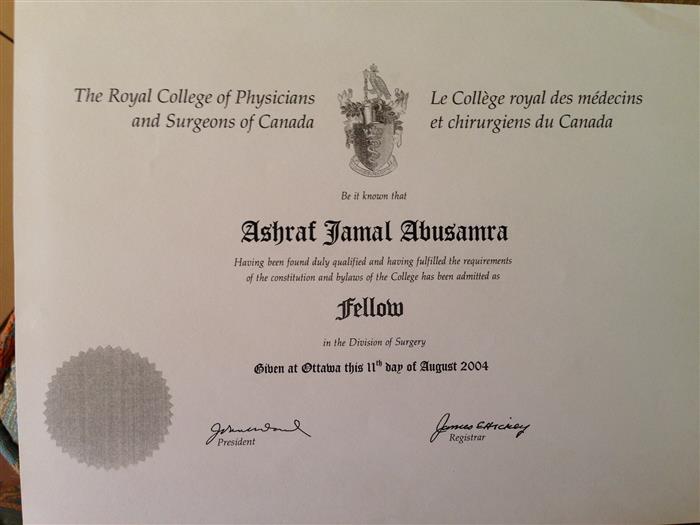 The Royal College of Physicians
and Surgeons of Canada
Le Collège royal des médecins
et chirurgiens du Canada
Be it known that
Ashraf Jamal Abusamra
Having been found duly qualified and having fulfilled the requirements
of the constitution and bylaws of the College has been admitted as
Fellow
in the Division of Surgery
Given at Ottawa this 11th day of August 2004
President
James E Hickey
Registrar